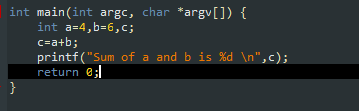 int main(int argc, char *argv[]) {
    int a=4,b=6,c;
    c=a+b;
    printf("Sum of a and b is %d \n",c);
    return 0;
}